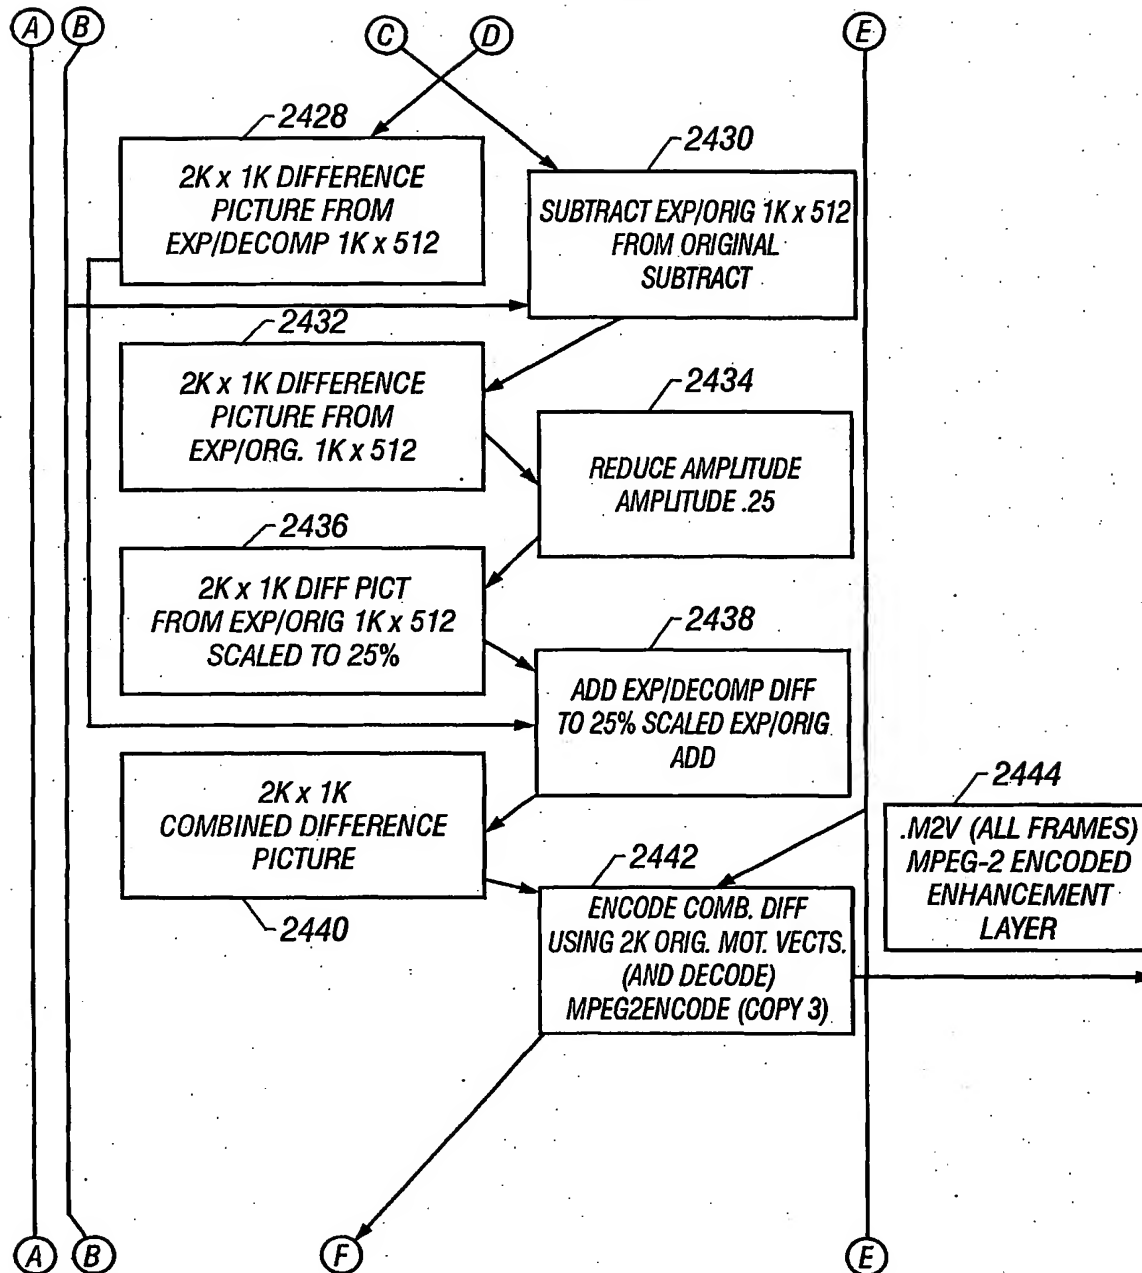 A B C D E
2428
2K x 1K DIFFERENCE
PICTURE FROM
EXP/DECOMP 1K x 512
2430
SUBTRACT EXP/ORIG 1K x 512
FROM ORIGINAL
SUBTRACT
2432
2K x 1K DIFFERENCE
PICTURE FROM
EXP/ORG. 1K x 512
2434
REDUCE AMPLITUDE
AMPLITUDE .25
2436
2K x 1K DIFF PICT
FROM EXP/ORIG 1K x 512
SCALED TO 25%
2438
ADD EXP/DECOMP DIFF
TO 25% SCALED EXP/ORIG
ADD
2K x 1K
COMBINED DIFFERENCE
PICTURE
2440
2442
ENCODE COMB. DIFF
USING 2K ORIG. MOT. VECTS.
(AND DECODE)
MPEG2ENCODE (COPY 3)
2444
.M2V (ALL FRAMES)
MPEG-2 ENCODED
ENHANCEMENT
LAYER
A B F E